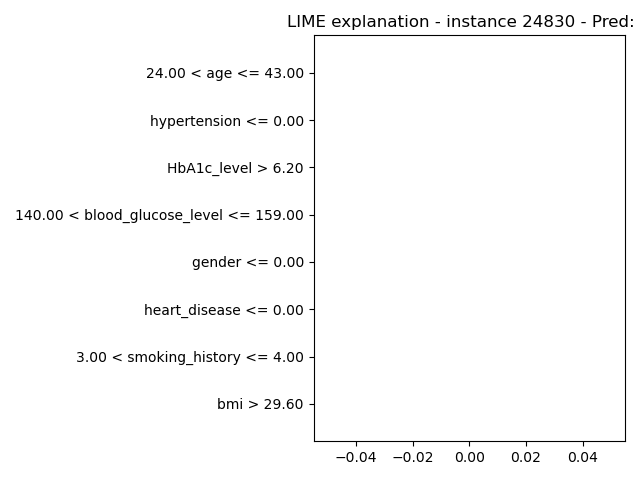 LIME explanation - instance 24830 - Pred:
24.00 < age <= 43.00
hypertension <= 0.00
HbA1c_level > 6.20
140.00 < blood_glucose_level <= 159.00
gender <= 0.00
heart_disease <= 0.00
3.00 < smoking_history <= 4.00
bmi > 29.60
−0.04 −0.02 0.00 0.02 0.04